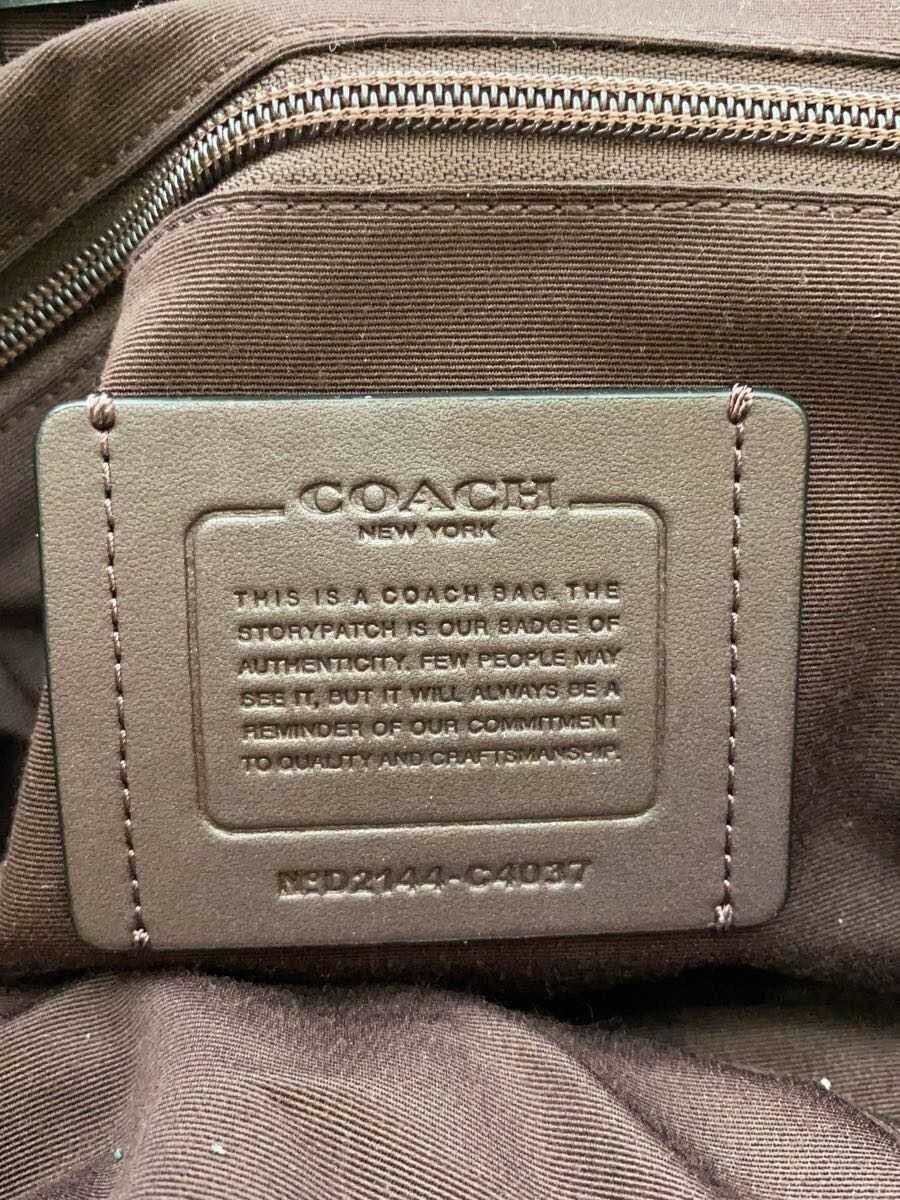 COACH
NEW YORK
THIS IS A COACH BAG. THE
STORYPATCH IS OUR BADGE OF
AUTHENTICITY. FEW PEOPLE MAY
SEE IT, BUT IT WILL ALWAYS BE A
REMINDER OF OUR COMMITMENT
TO QUALITY AND CRAFTSMANSHIP.
Nº D2144-C4037